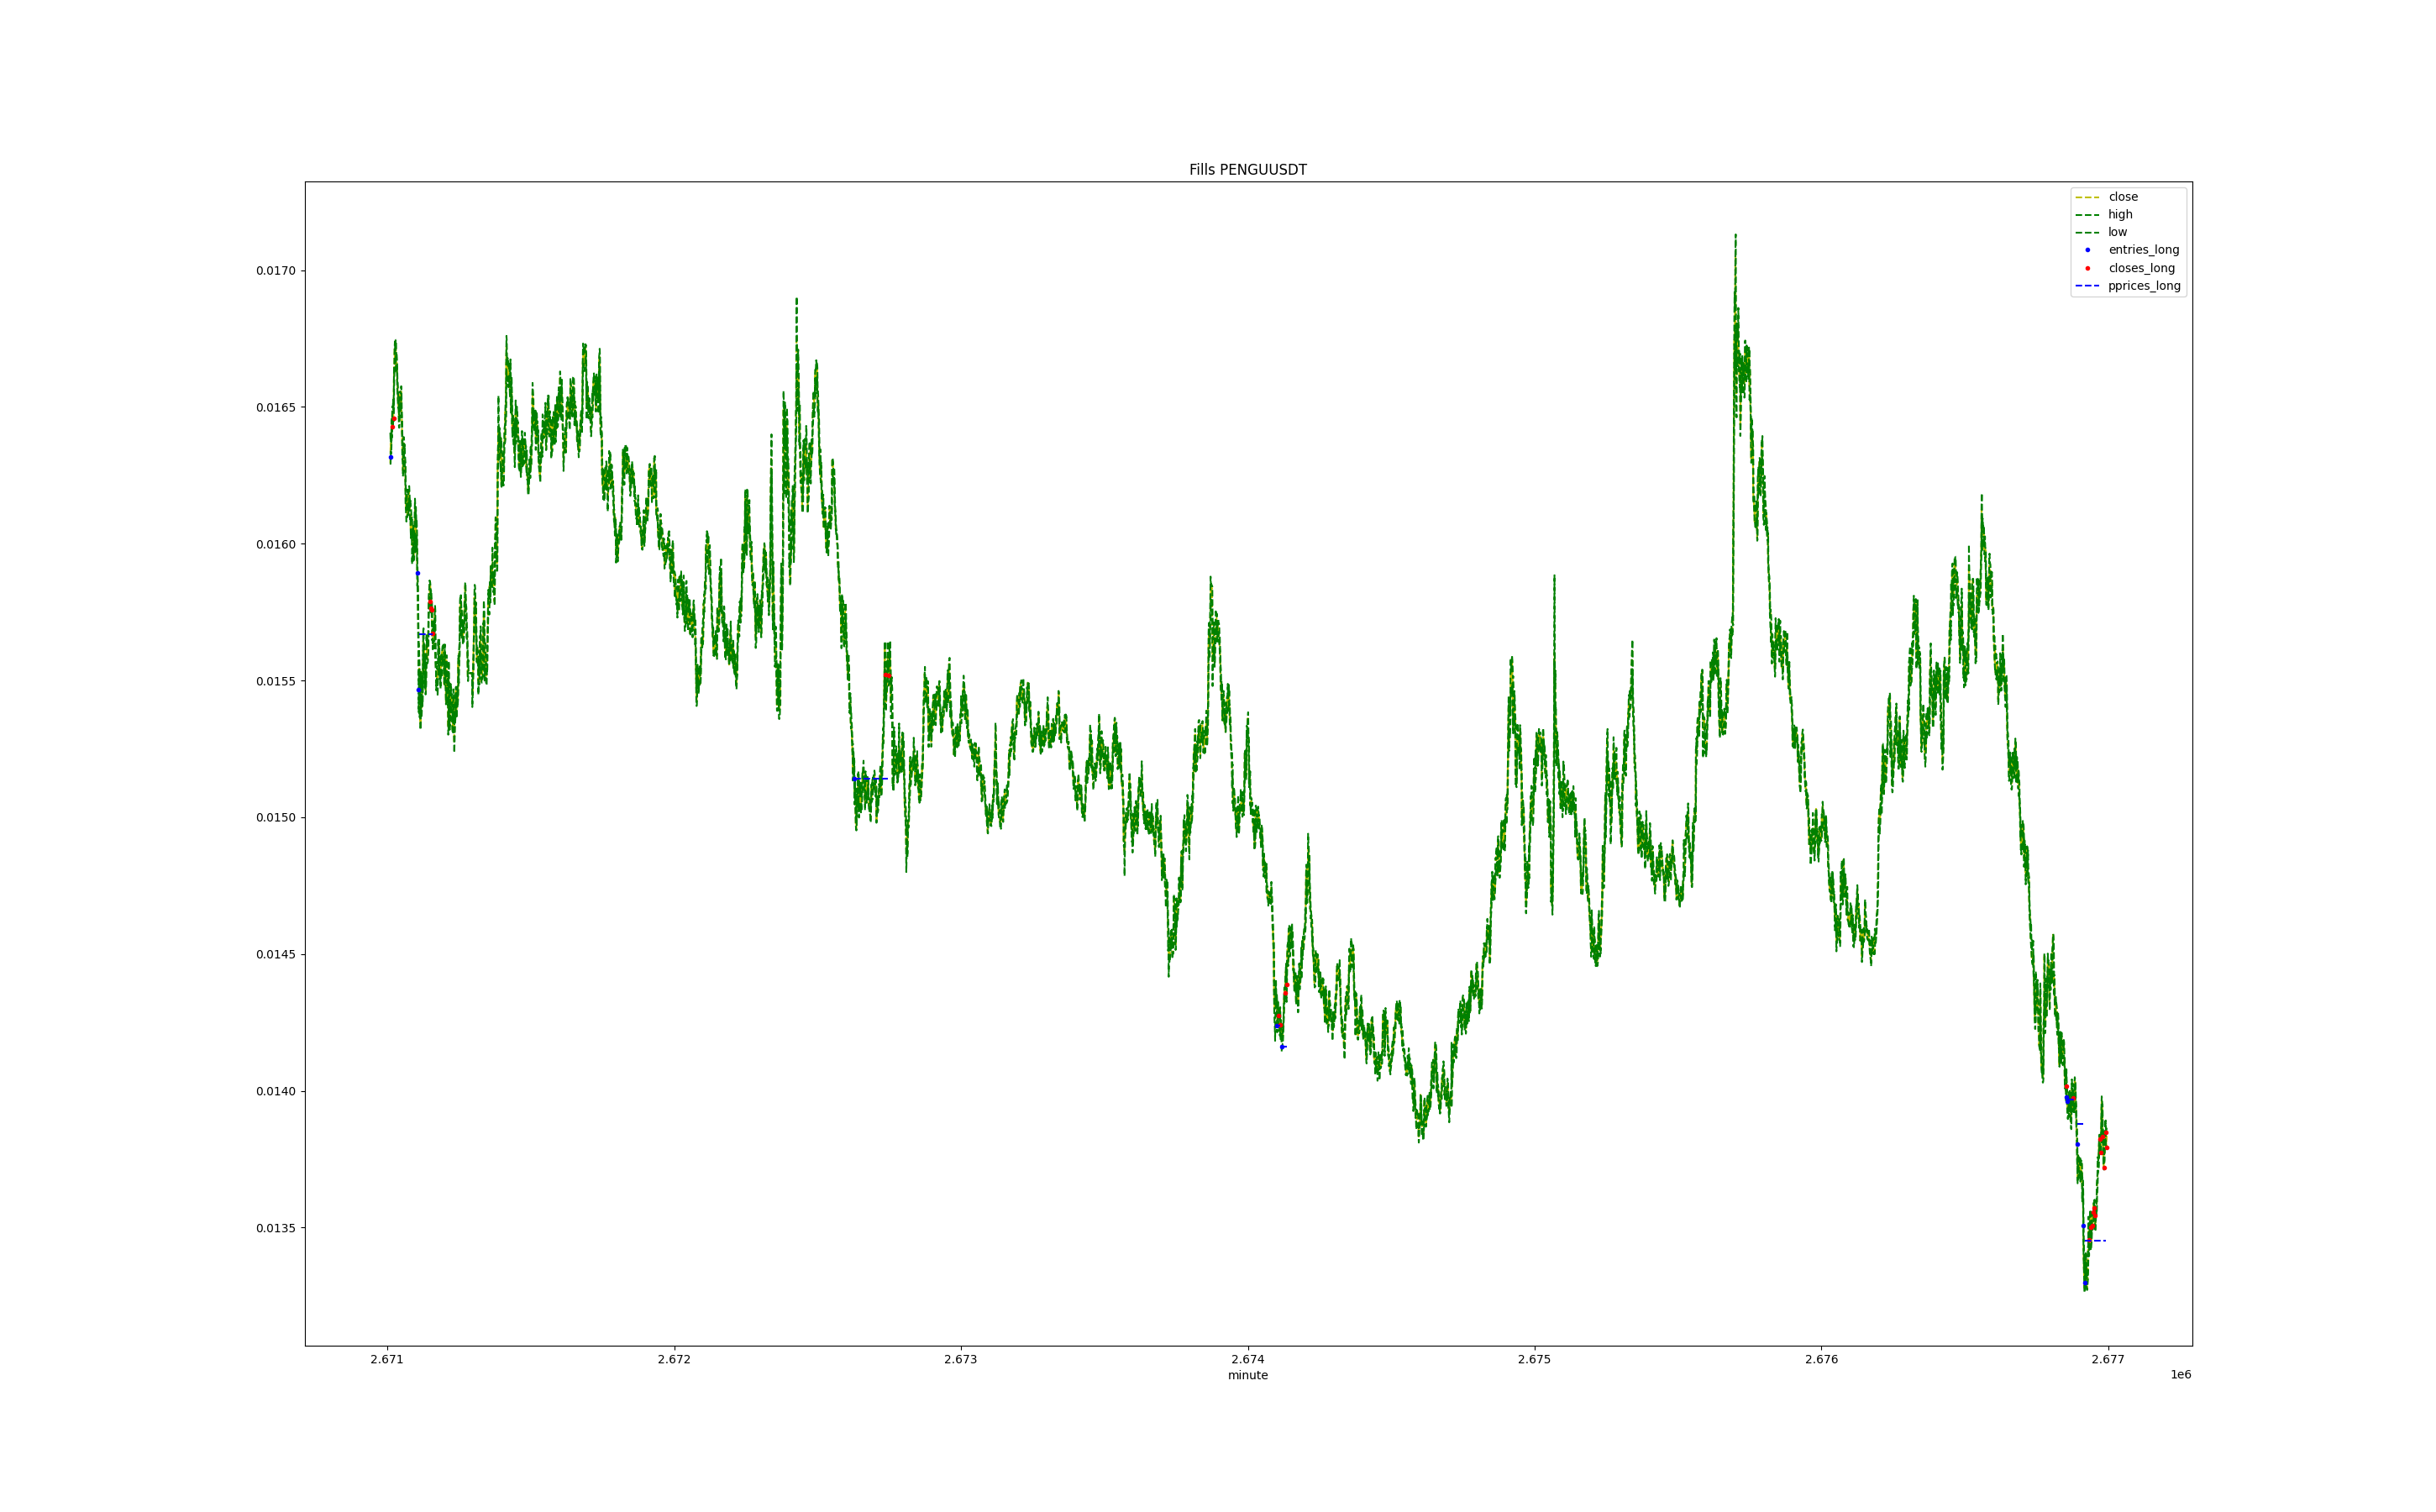 Fills PENGUUSDT
close
high
low
entries_long
closes_long
pprices_long
0.0170
0.0165
0.0160
0.0155
0.0150
0.0145
0.0140
0.0135
2.671 2.672 2.673 2.674 2.675 2.676 2.677
minute
1e6